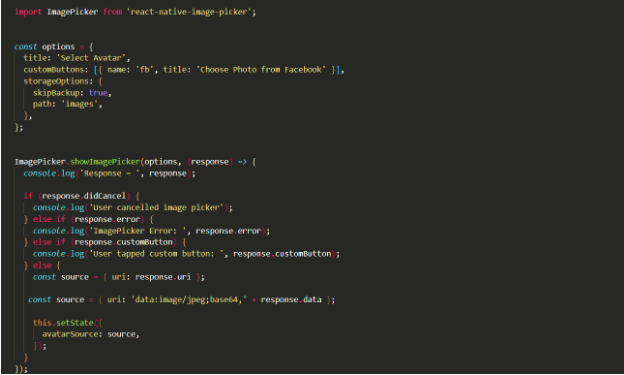 import ImagePicker from 'react-native-image-picker';
const options = {
title: 'Select Avatar',
customButtons: [{ name: 'fb', title: 'Choose Photo from Facebook' }],
storageOptions: {
skipBackup: true,
path: 'images',
},
};
ImagePicker.showImagePicker(options, (response) => {
console.log('Response = ', response);
if (response.didCancel) {
console.log('User cancelled image picker');
} else if (response.error) {
console.log('ImagePicker Error: ', response.error);
} else if (response.customButton) {
console.log('User tapped custom button: ', response.customButton);
} else {
const source = { uri: response.uri };
const source = { uri: 'data:image/jpeg;base64,' + response.data };
this.setState({
avatarSource: source,
});
}
});